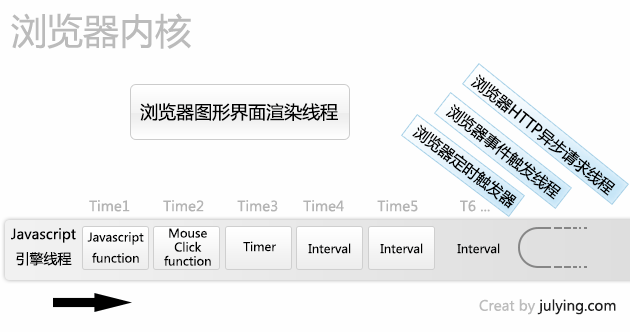 浏览器内核
浏览器图形界面渲染线程
浏览器HTTP异步请求线程
浏览器事件触发线程
浏览器定时触发器
Time1 Time2 Time3 Time4 Time5 T6 ...
Javascript
引擎线程
Javascript
function
Mouse
Click
function
Timer
Interval
Interval
Interval
Creat by julying.com